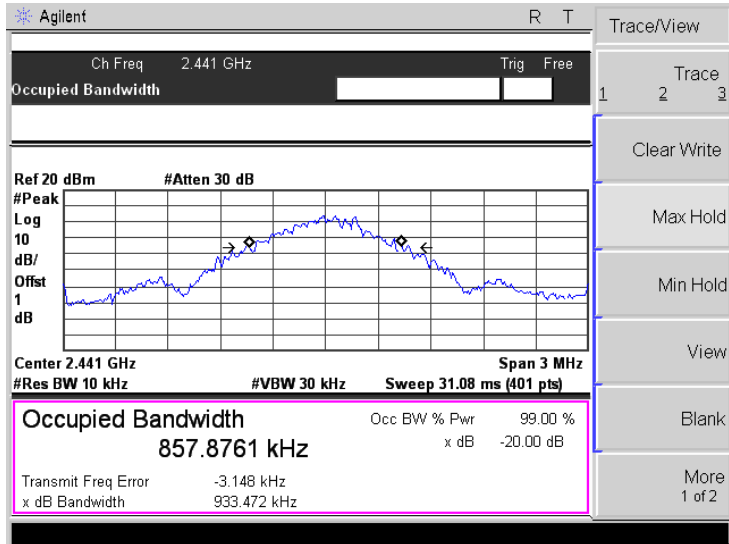 Agilent R T
Trace/View
Ch Freq 2.441 GHz Trig Free
Occupied Bandwidth
Trace
1 2 3
Clear Write
Ref 20 dBm #Atten 30 dB
#Peak
Log
10
dB/
Offst
1
dB
Max Hold
Min Hold
Center 2.441 GHz Span 3 MHz
#Res BW 10 kHz #VBW 30 kHz Sweep 31.08 ms (401 pts)
View
Occupied Bandwidth Occ BW % Pwr 99.00 %
857.8761 kHz x dB -20.00 dB
Transmit Freq Error -3.148 kHz
x dB Bandwidth 933.472 kHz
Blank
More
1 of 2